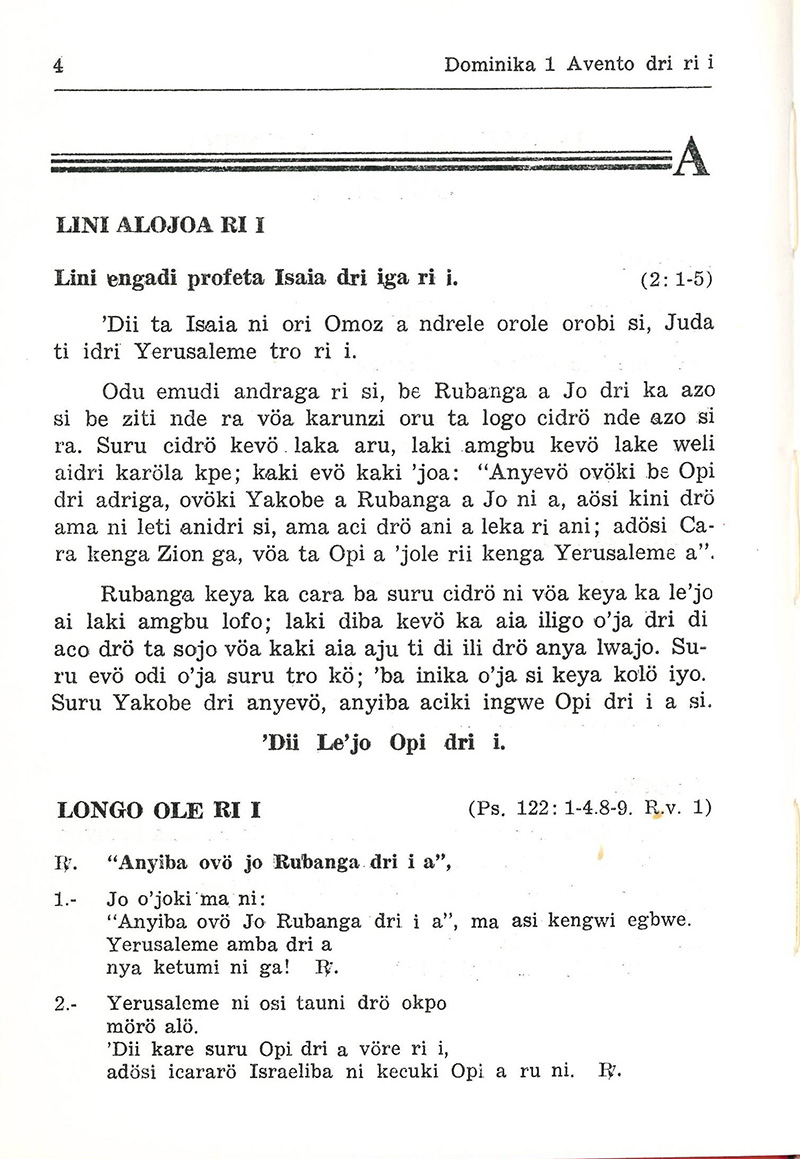 4 Dominika 1 Avento dri ri i
A
LINI ALOJOA RI I
Lini engadi profeta Isaia dri iga ri i. (2: 1-5)
’Dii ta Isaia ni ori Omoz a ndrele orole orobi si, Juda
ti idri Yerusaleme tro ri i.
Odu emudi andraga ri si, be Rubanga a Jo dri ka azo
si be ziti nde ra vöa karunzi oru ta logo cidrö nde azo si
ra. Suru cidrö kevö laka aru, laki amgbu kevö lake weli
aidri karöla kpe; kaki evö kaki ’joa: “Anyevö ovöki be Opi
dri adriga, ovöki Yakobe a Rubanga a Jo ni a, aösi kini drö
ama ni leti anidri si, ama aci drö ani a leka ri ani; adösi Ca-
ra kenga Zion ga, vöa ta Opi a ’jole rii kenga Yerusaleme a”.
Rubanga keya ka cara ba suru cidrö ni vöa keya ka le’jo
ai laki amgbu lofo; laki diba kevö ka aia iligo o’ja dri di
aco drö ta sojo vöa kaki aia aju ti di ili drö anya lwajo. Su-
ru evö odi o’ja suru tro kö; ’ba inika o’ja si keya kolö iyo.
Suru Yakobe dri anyevö, anyiba aciki ingwe Opi dri i a si.
’Dii Le’jo Opi dri i.
LONGO OLE RI I (Ps. 122: 1-4.8-9. R.v. 1)
℟. “Anyiba ovö jo Rubanga dri i a”,
1.- Jo o’joki ma ni:
“Anyiba ovö Jo Rubanga dri i a”, ma asi kengwi egbwe.
Yerusaleme amba dri a
nya ketumi ni ga! ℟.
2.- Yerusaleme ni osi tauni drö okpo
mörö alö.
’Dii kare suru Opi dri a vöre ri i,
adösi icararö Israeliba ni kecuki Opi a ru ni. ℟.